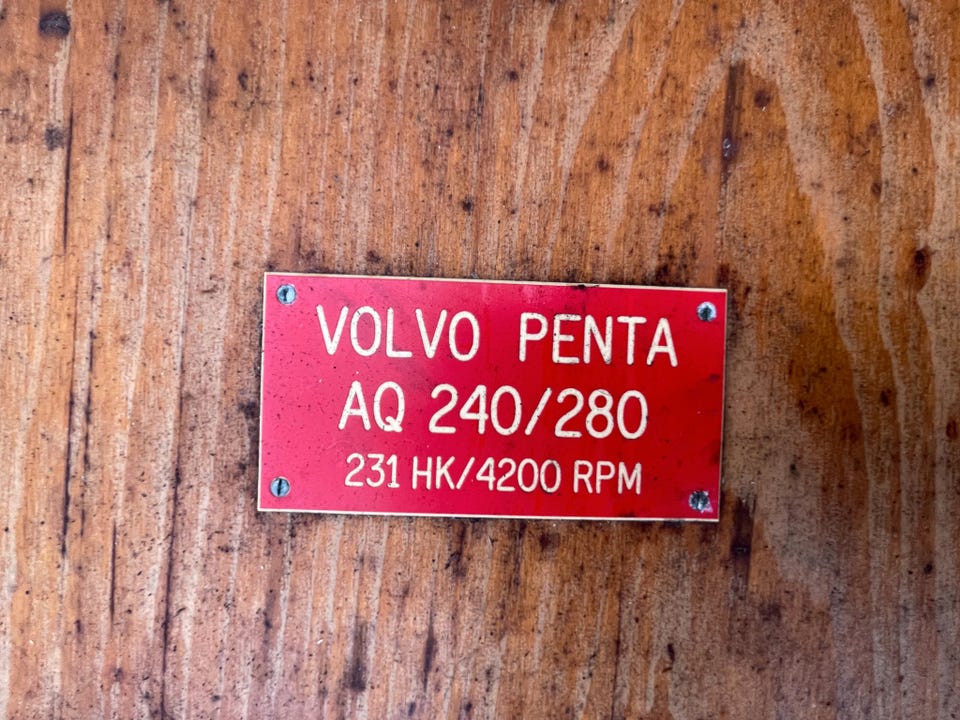 VOLVO PENTA
AQ 240/280
231 HK/4200 RPM